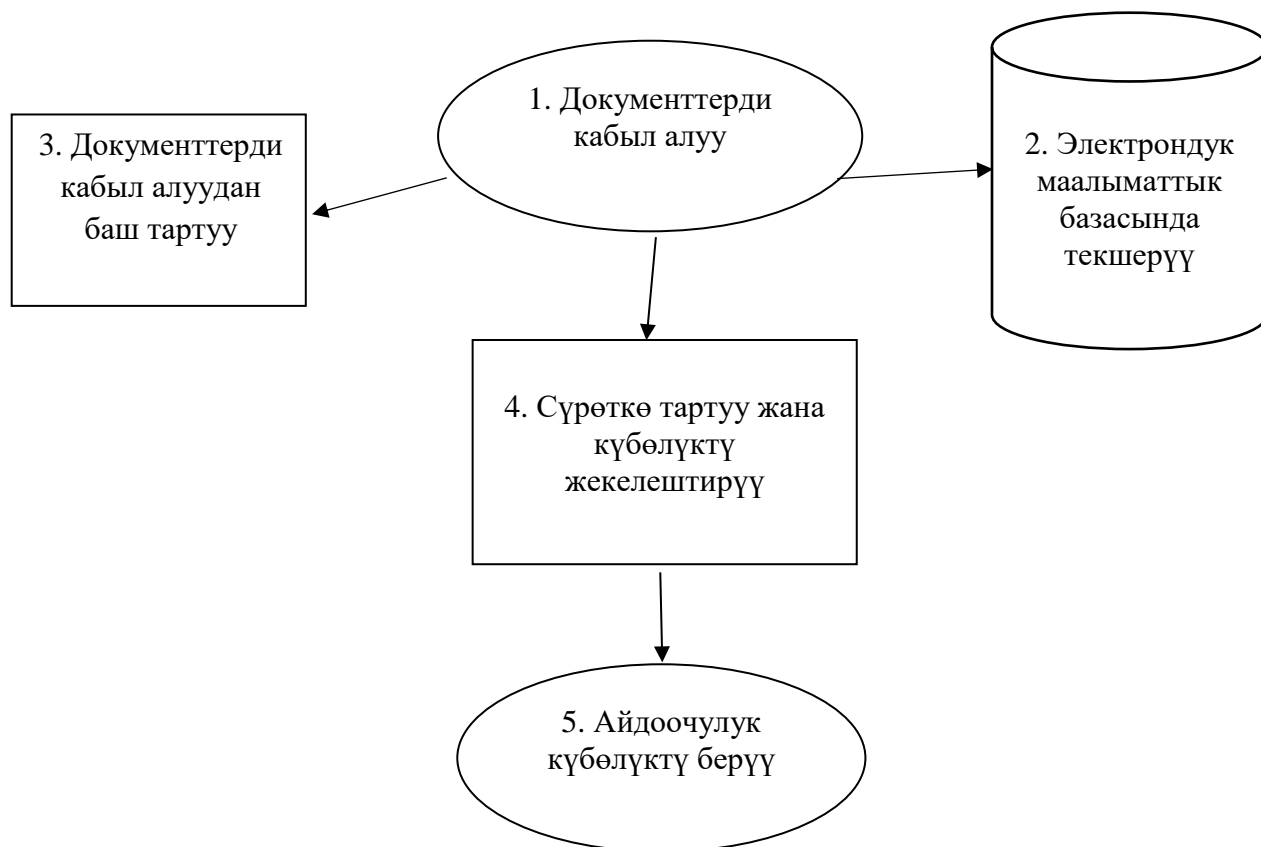 1. Документтерди
кабыл алуу
2. Электрондук
маалыматтык
базасында
текшерүү
3. Документтерди
кабыл алуудан
баш тартуу
4. Сүрөткө тартуу жана
күбөлүктү
жекелештирүү
5. Айдоочулук
күбөлүктү берүү